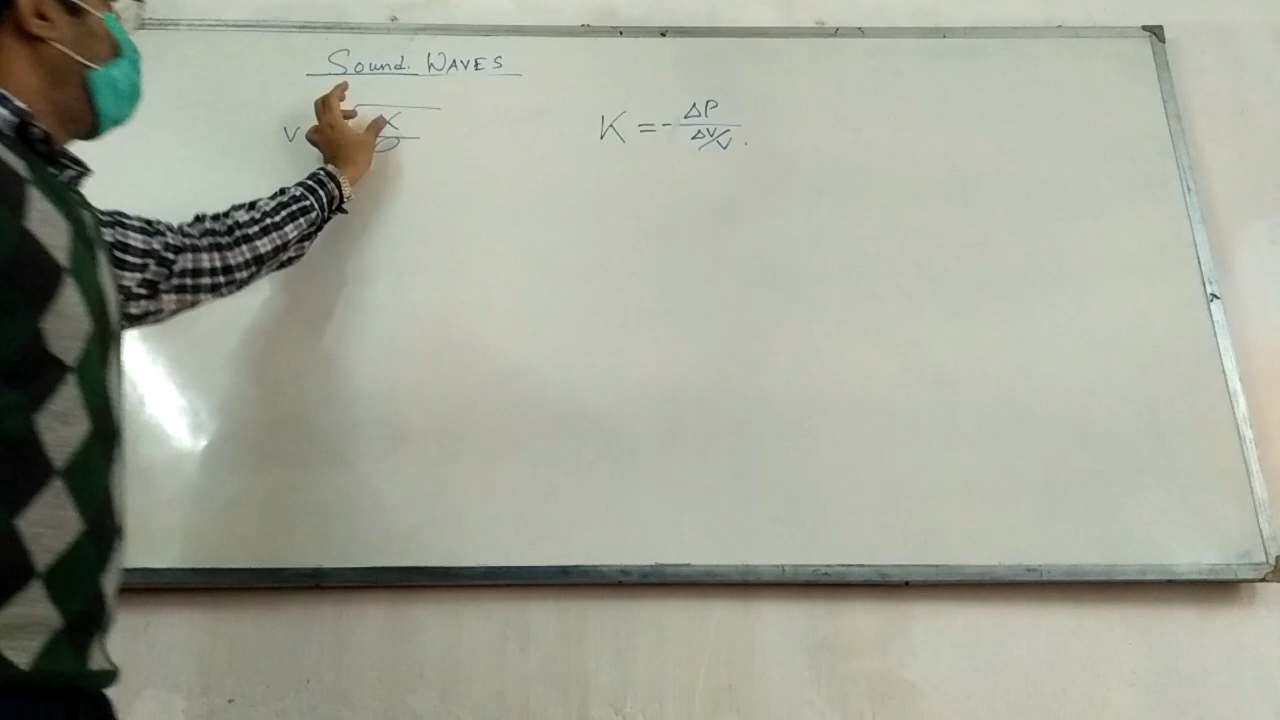 Sound. WAVES
V K
K = - ΔP / ΔV/V.